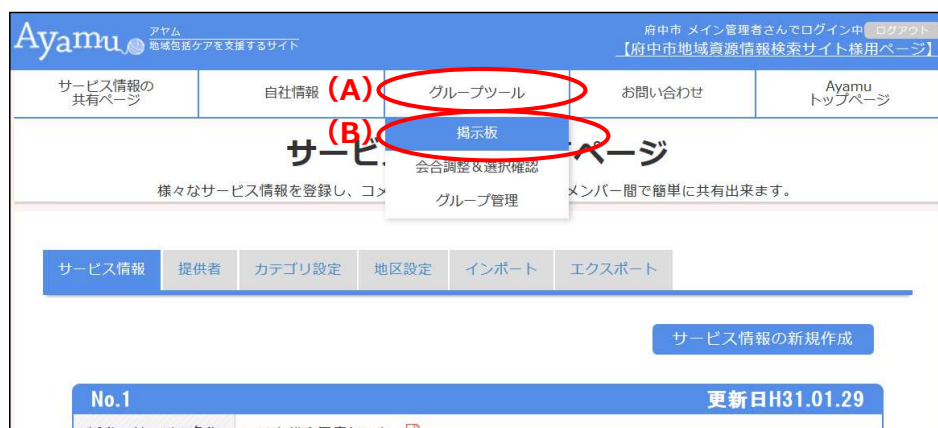 Ayamu
アヤム
地域包括ケアを支援するサイト
府中市 メイン管理者さんでログイン中 ログアウト
【府中市地域資源情報検索サイト様用ページ】
サービス情報の
共有ページ
自社情報
(A)
グループツール
お問い合わせ
Ayamu
トップページ
(B)
掲示板
会合調整&選択確認
グループ管理
サービ
ページ
様々なサービス情報を登録し、コメ
メンバー間で簡単に共有出来ます。
サービス情報
提供者
カテゴリ設定
地区設定
インポート
エクスポート
サービス情報の新規作成
No.1
更新日H31.01.29